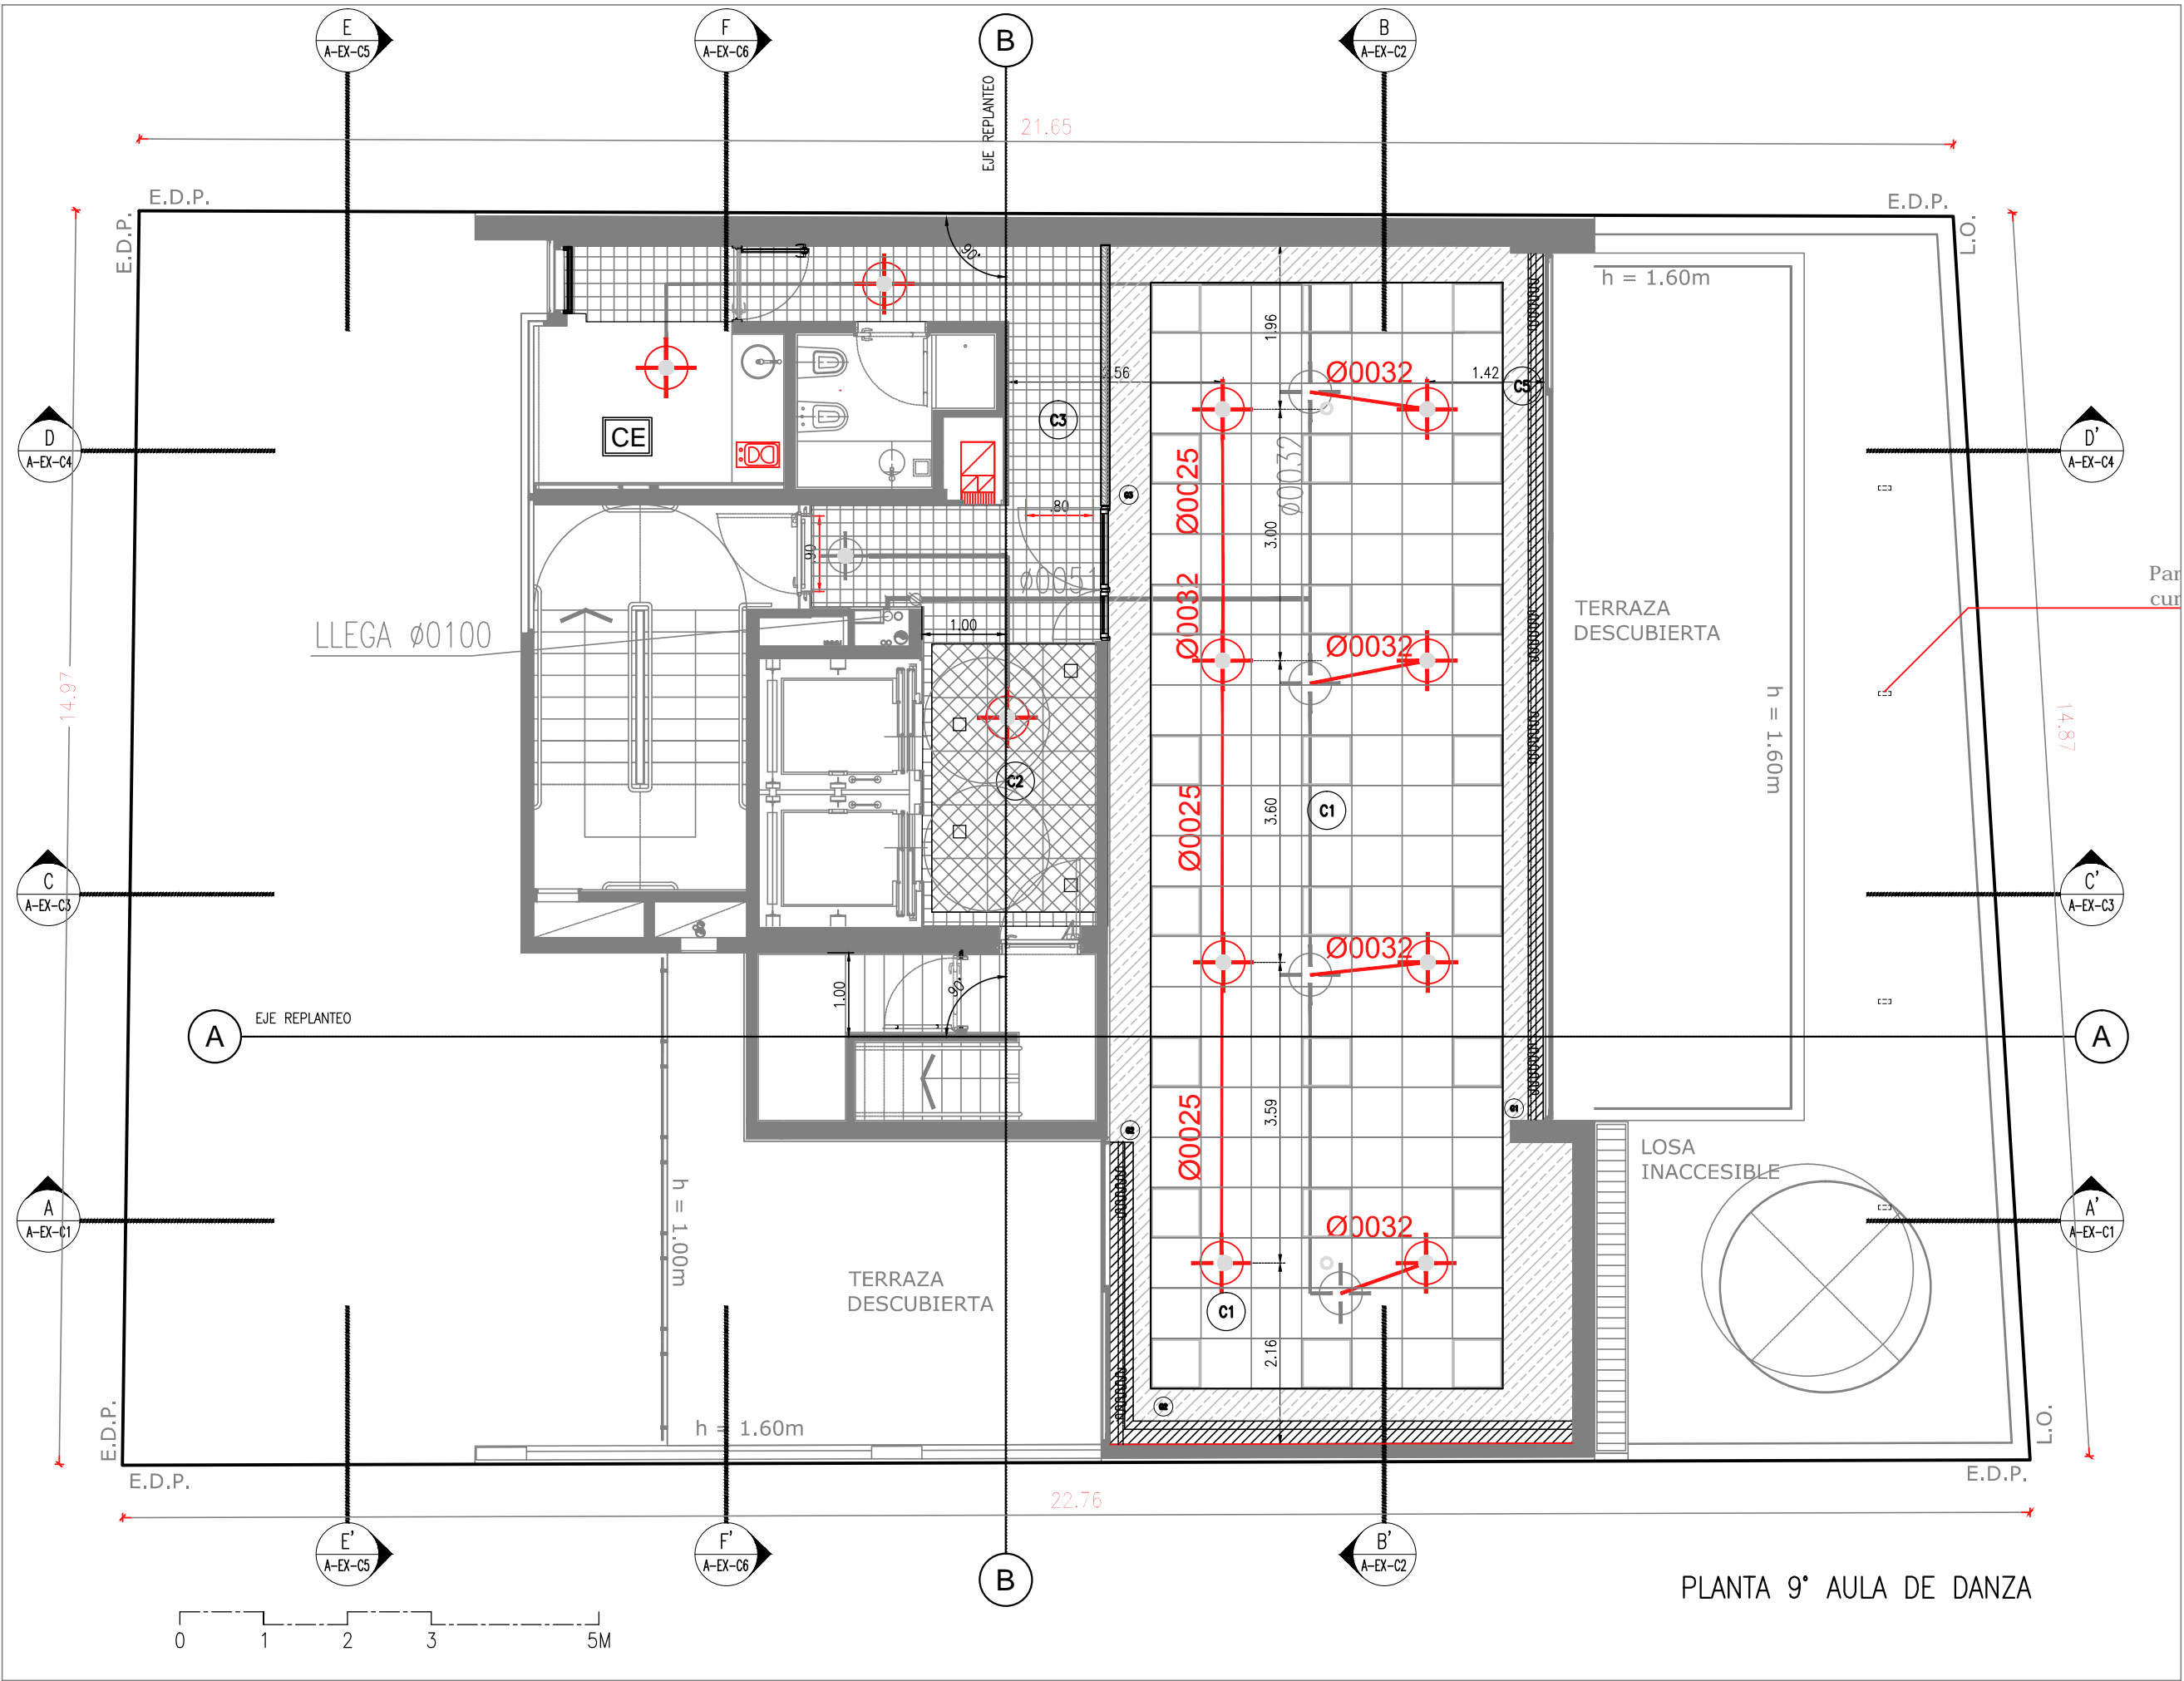 E
A-EX-C5
F
A-EX-C6
B
B
A-EX-C2
EJE REPLANTEO
21.65
E.D.P.
E.D.P.
E.D.P.
L.O.
90°
h = 1.60m
1.96
1.42
C5
Ø0032
C3
CE
D
A-EX-C4
D'
A-EX-C4
Ø0025
Ø0032
3.00
.80
.90
Ø0051
Ø0032
1.00
LLEGA Ø0100
Ø0032
TERRAZA
DESCUBIERTA
14.97
14.87
h = 1.60m
C2
C1
3.60
Ø0025
C
A-EX-C3
C'
A-EX-C3
Ø0032
1.00
90°
A
EJE REPLANTEO
A
3.59
Ø0025
LOSA
INACCESIBLE
A
A-EX-C1
A'
A-EX-C1
h = 1.00m
Ø0032
TERRAZA
DESCUBIERTA
C1
2.16
h = 1.60m
E.D.P.
E.D.P.
L.O.
E.D.P.
22.76
E'
A-EX-C5
F'
A-EX-C6
B
B'
A-EX-C2
PLANTA 9° AULA DE DANZA
0 1 2 3 5M